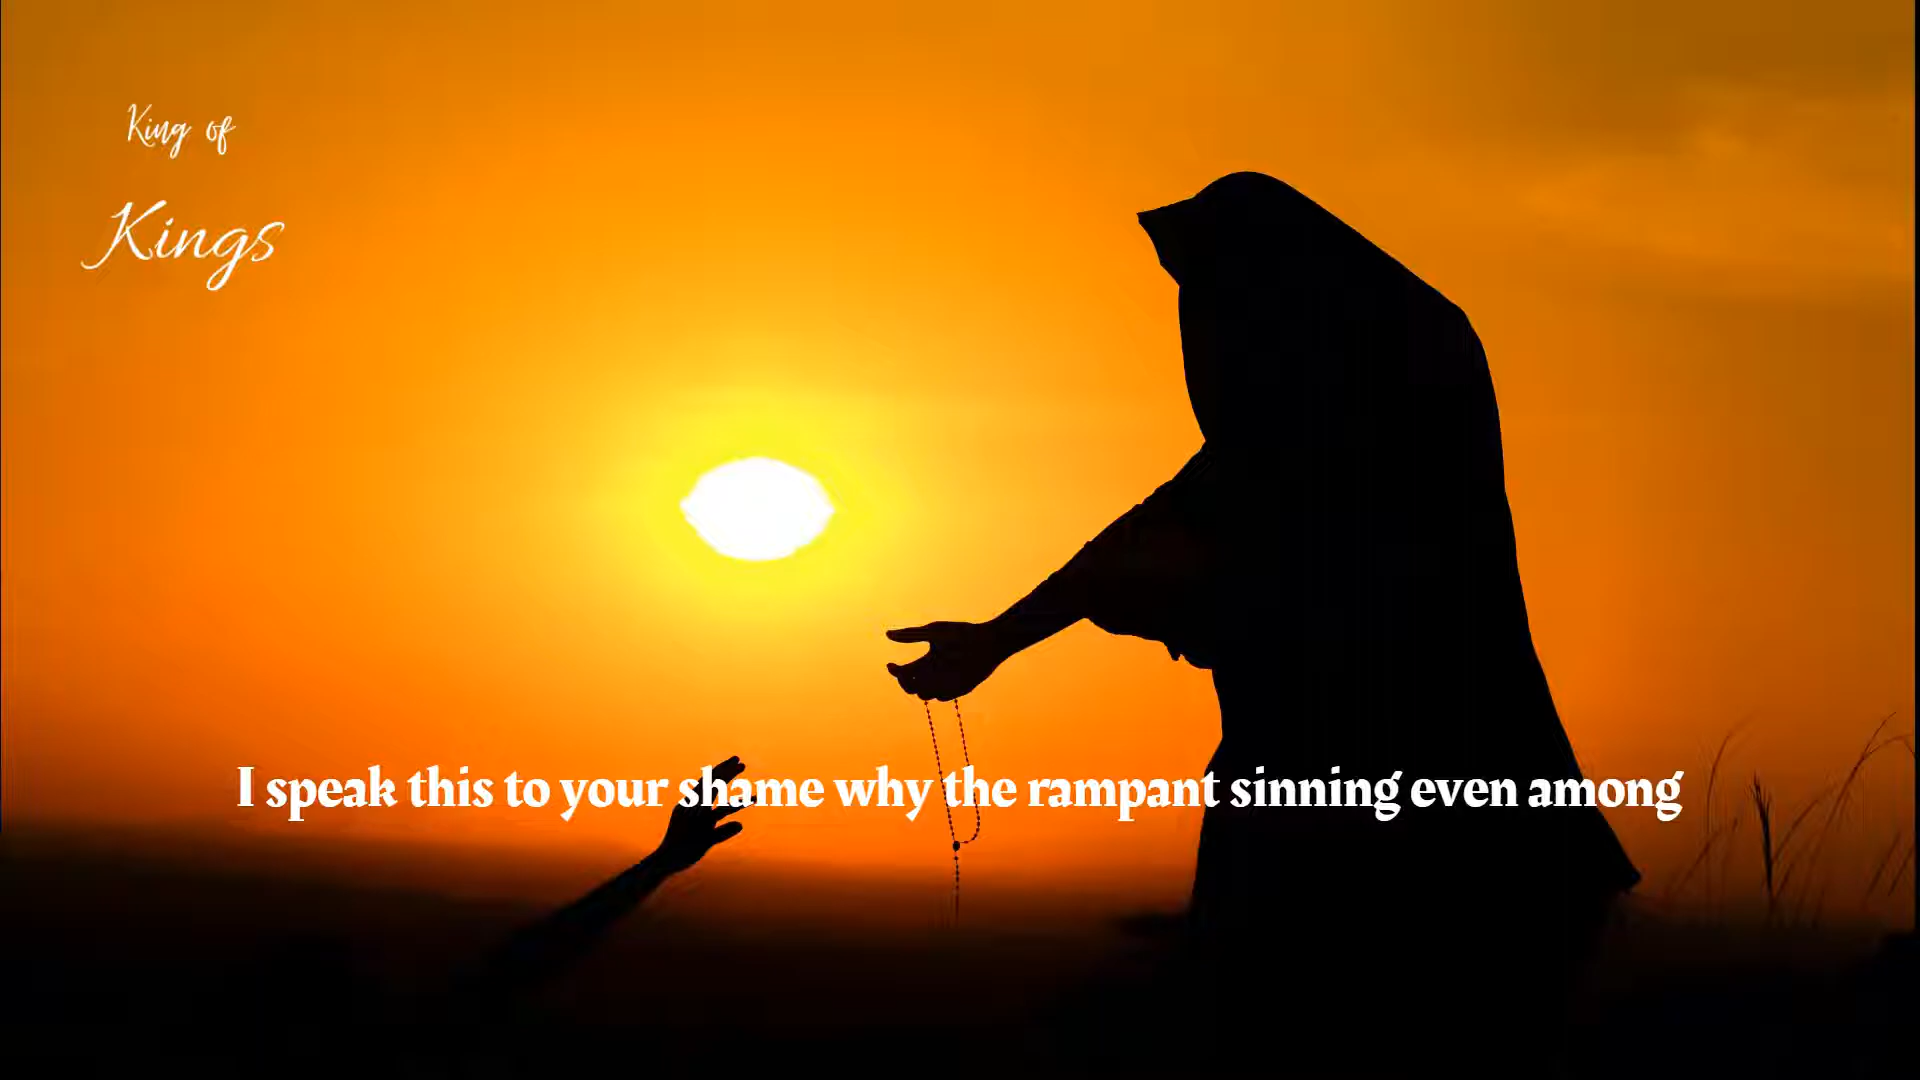 King of
Kings
I speak this to your shame why the rampant sinning even among